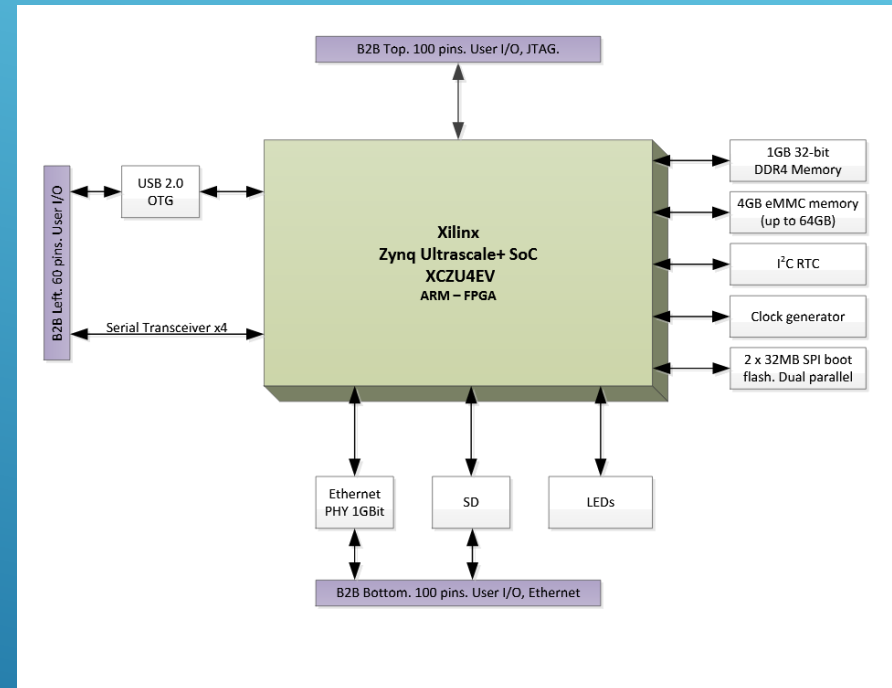 B2B Top. 100 pins. User I/O, JTAG.
B2B Left. 60 pins. User I/O
USB 2.0
OTG
Serial Transceiver x4
Xilinx
Zynq Ultrascale+ SoC
XCZU4EV
ARM – FPGA
1GB 32-bit
DDR4 Memory
4GB eMMC memory
(up to 64GB)
I²C RTC
Clock generator
2 x 32MB SPI boot
flash. Dual parallel
Ethernet
PHY 1GBit
SD
LEDs
B2B Bottom. 100 pins. User I/O, Ethernet